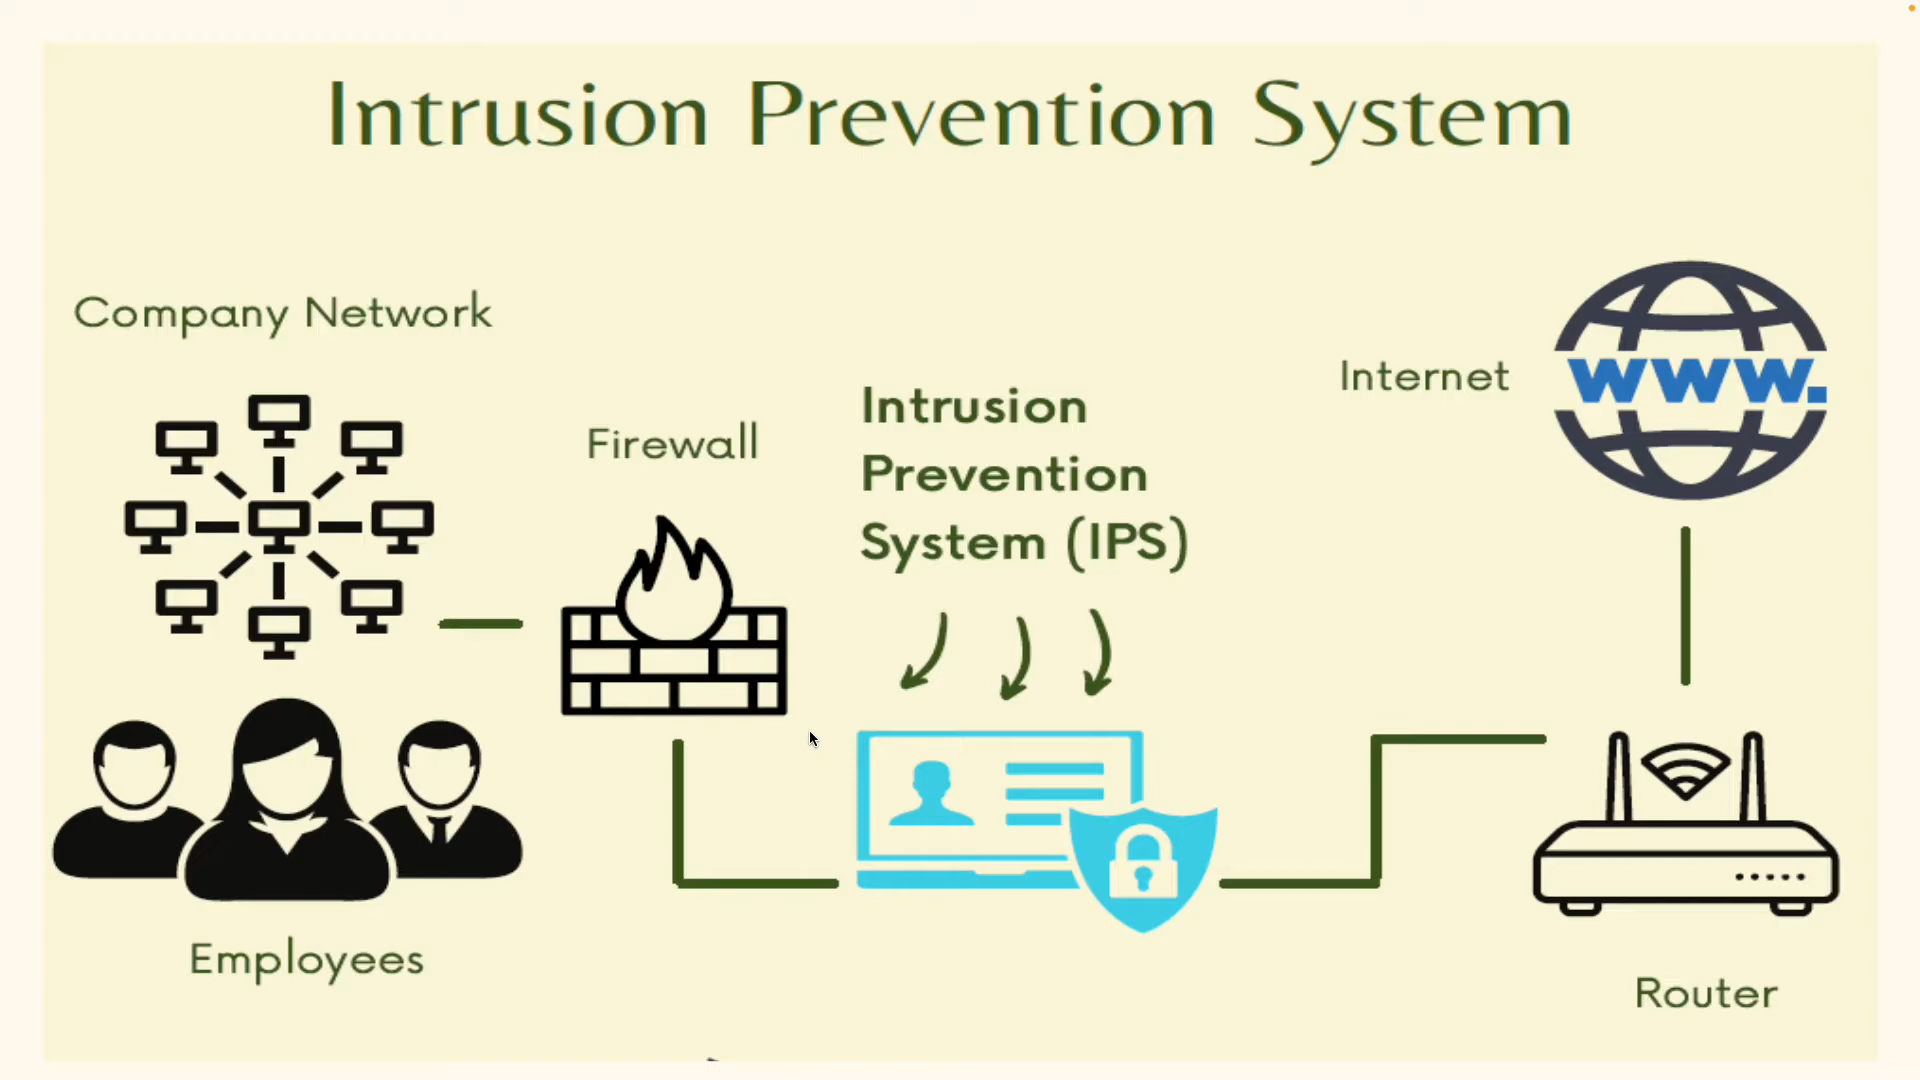 Intrusion Prevention System
Company Network
Internet
www.
Firewall
Intrusion
Prevention
System (IPS)
Employees
Router